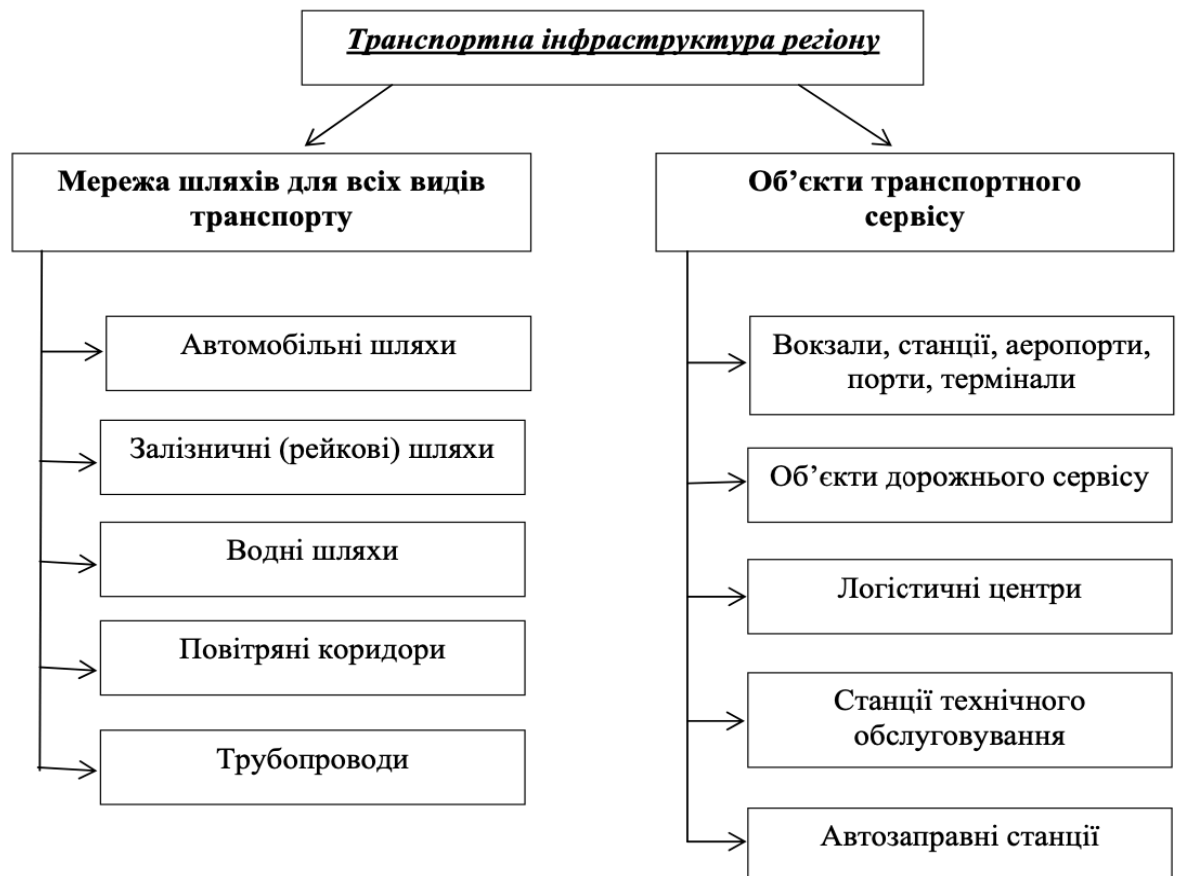 Транспортна інфраструктура регіону
Мережа шляхів для всіх видів
транспорту
Автомобільні шляхи
Залізничні (рейкові) шляхи
Водні шляхи
Повітряні коридори
Трубопроводи
Об’єкти транспортного
сервісу
Вокзали, станції, аеропорти,
порти, термінали
Об’єкти дорожнього сервісу
Логістичні центри
Станції технічного
обслуговування
Автозаправні станції